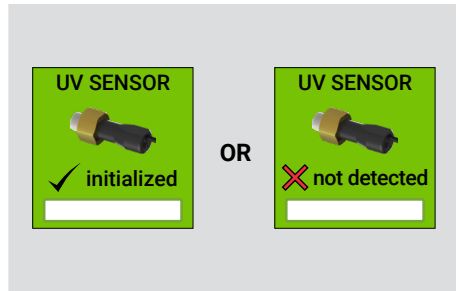 UV SENSOR
initialized
OR
UV SENSOR
not detected